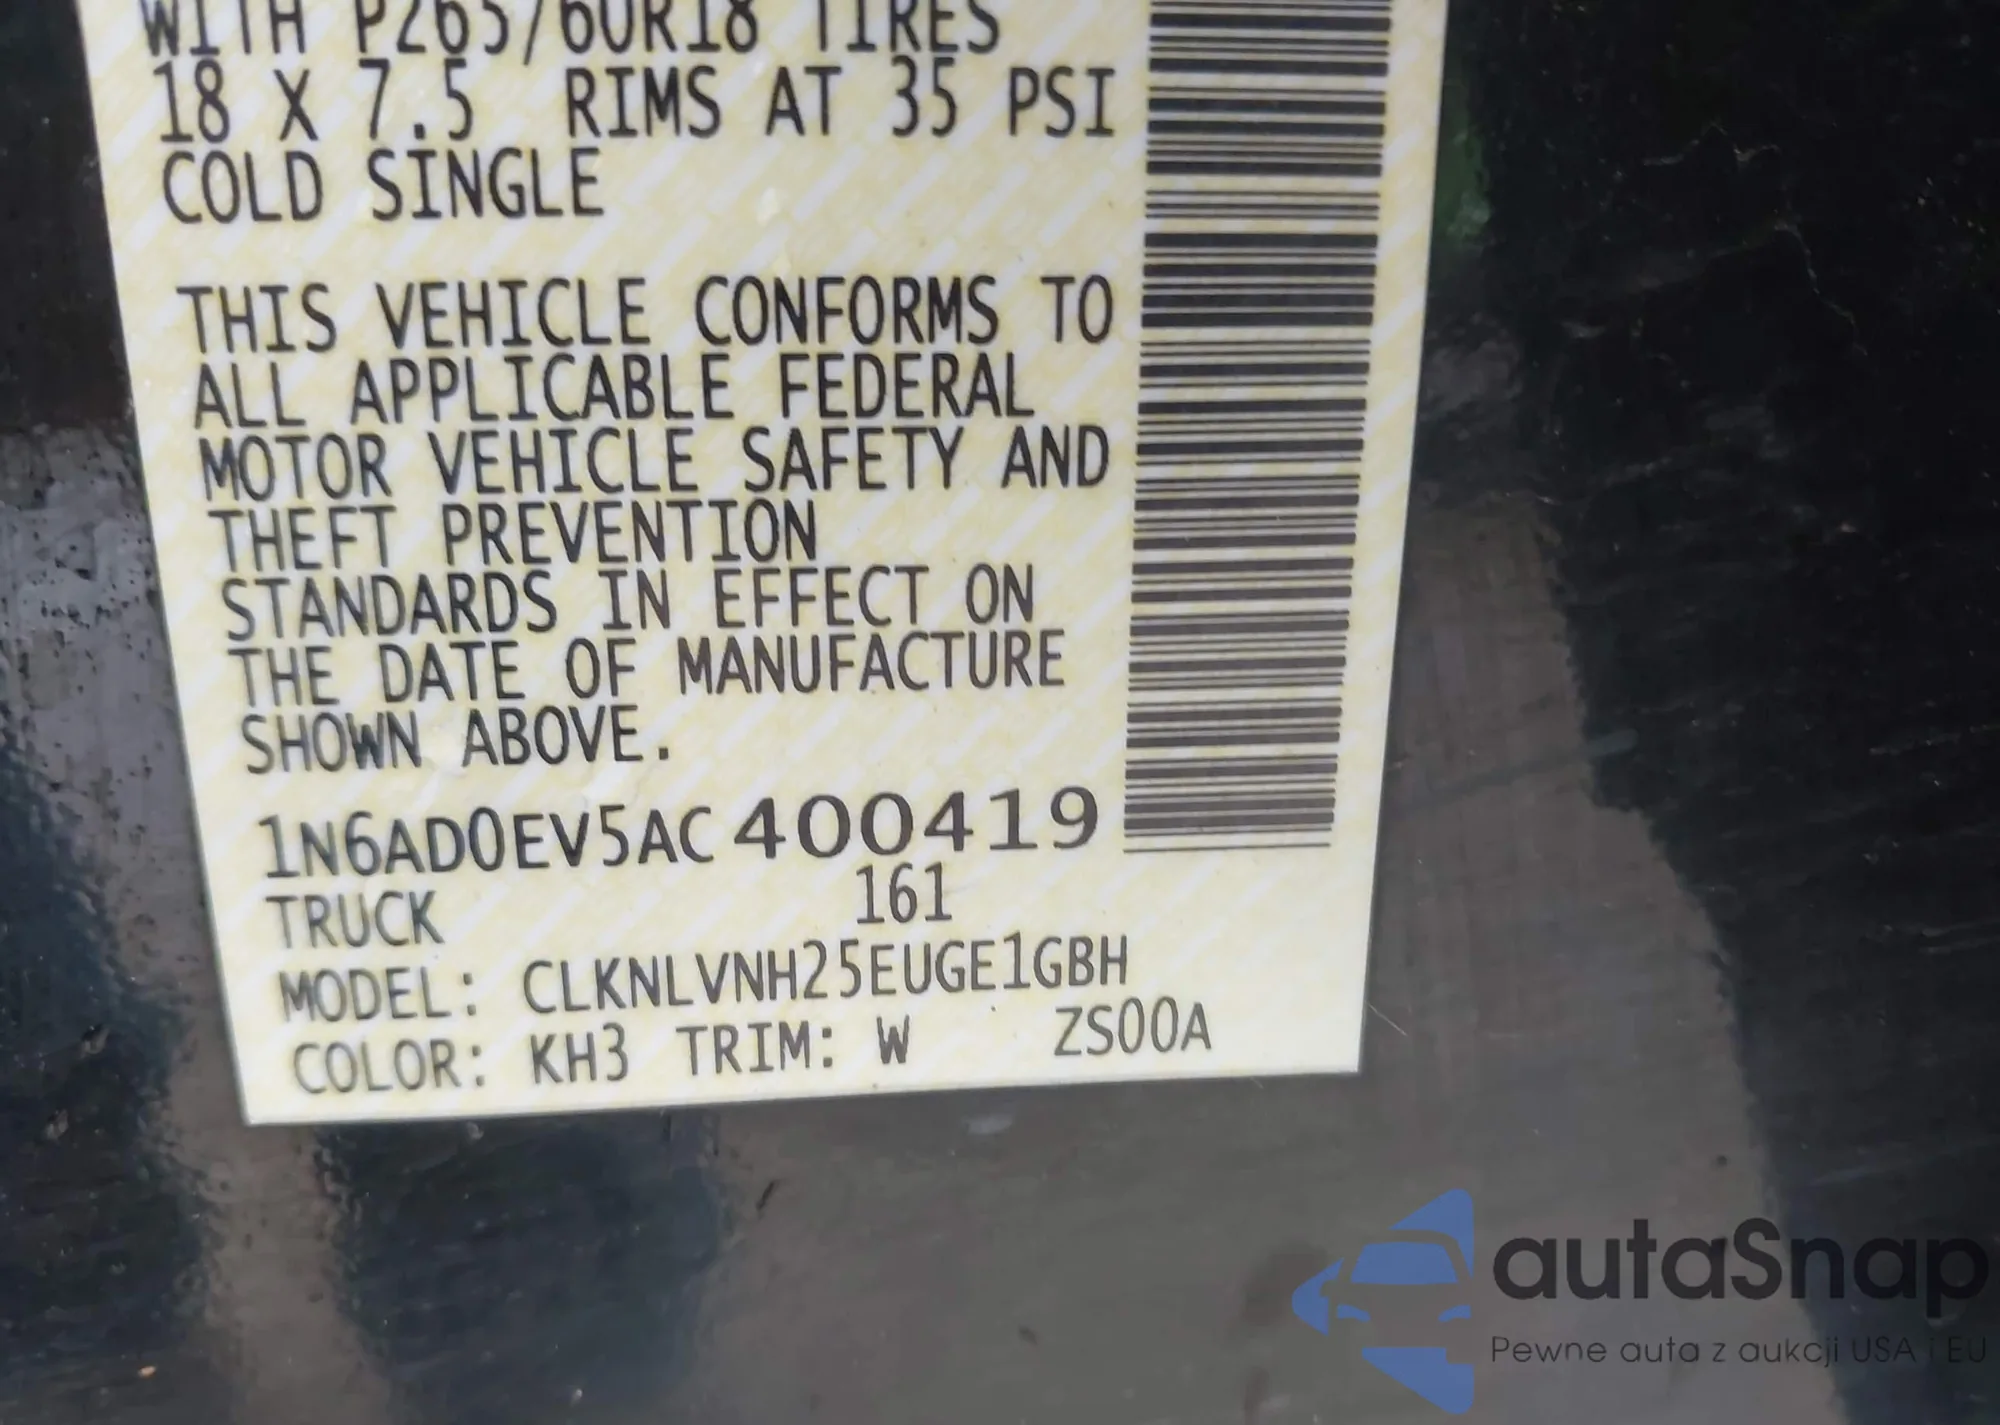 WITH P265/60R18 TIRES
18 X 7.5 RIMS AT 35 PSI
COLD SINGLE
THIS VEHICLE CONFORMS TO
ALL APPLICABLE FEDERAL
MOTOR VEHICLE SAFETY AND
THEFT PREVENTION
STANDARDS IN EFFECT ON
THE DATE OF MANUFACTURE
SHOWN ABOVE.
1N6AD0EV5AC 400419
TRUCK 161
MODEL: CLKNLVNH25EUGE1GBH
COLOR: KH3 TRIM: W ZS00A
autaSnap
Pewne auta z aukcji USA i EU